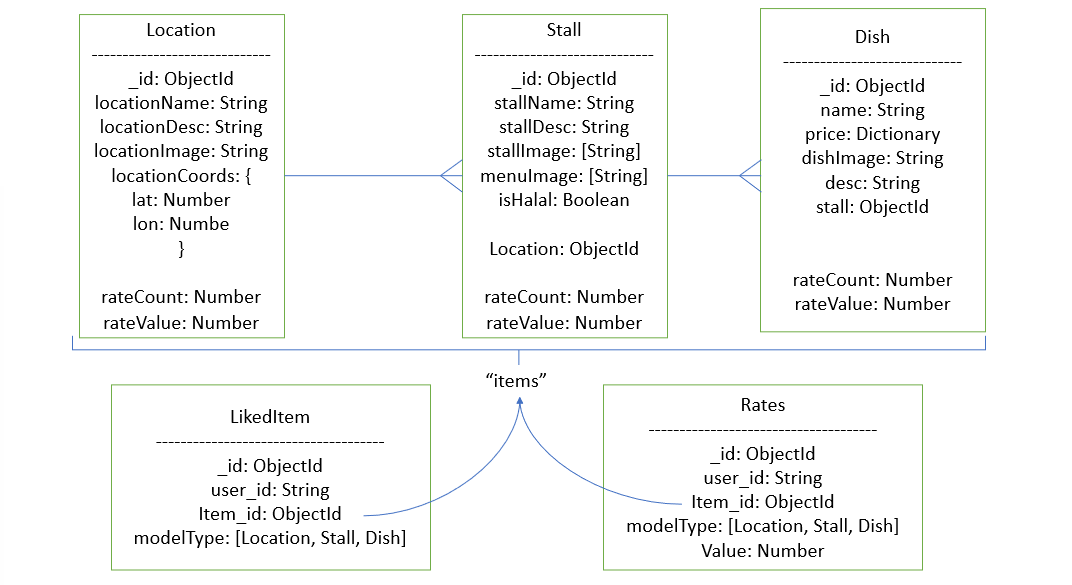 Location
-----------------------------
_id: ObjectId
locationName: String
locationDesc: String
locationImage: String
locationCoords: {
lat: Number
lon: Numbe
}
rateCount: Number
rateValue: Number
Stall
-----------------------------
_id: ObjectId
stallName: String
stallDesc: String
stallImage: [String]
menuImage: [String]
isHalal: Boolean
Location: ObjectId
rateCount: Number
rateValue: Number
Dish
-----------------------------
_id: ObjectId
name: String
price: Dictionary
dishImage: String
desc: String
stall: ObjectId
rateCount: Number
rateValue: Number
“items”
LikedItem
-------------------------------------
_id: ObjectId
user_id: String
Item_id: ObjectId
modelType: [Location, Stall, Dish]
Rates
-------------------------------------
_id: ObjectId
user_id: String
Item_id: ObjectId
modelType: [Location, Stall, Dish]
Value: Number